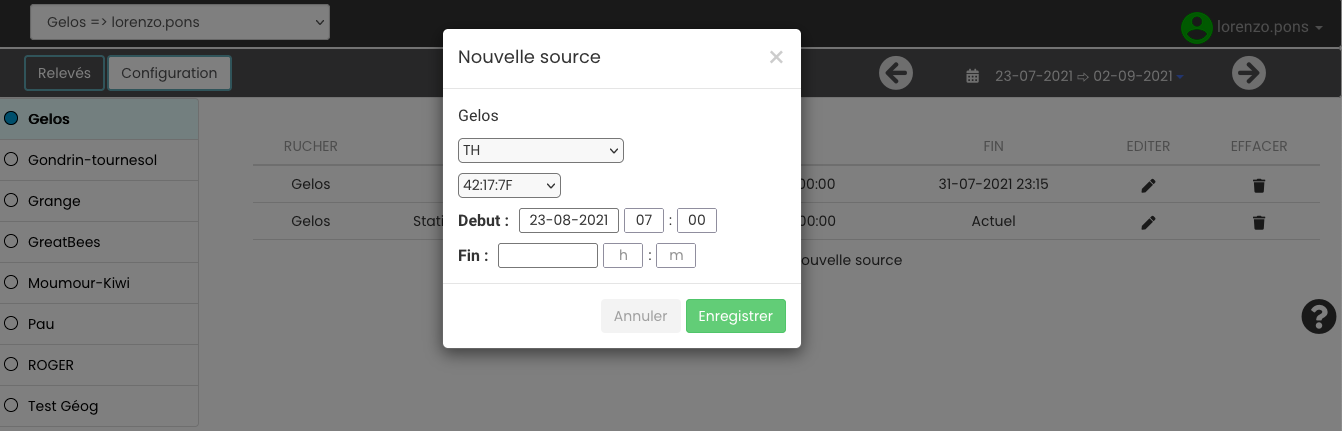 Gelos => lorenzo.pons
lorenzo.pons
Nouvelle source ×
Relevés Configuration
23-07-2021 ⇨ 02-09-2021
Gelos
Gondrin-tournesol
Grange
GreatBees
Moumour-Kiwi
Pau
ROGER
Test Géog
Gelos
TH
42:17:7F
Debut : 23-08-2021 07 : 00
Fin : h : m
Annuler Enregistrer
RUCHER FIN EDITER EFFACER
Gelos 00:00 31-07-2021 23:15
Gelos Stati 00:00 Actuel
ouvelle source
?